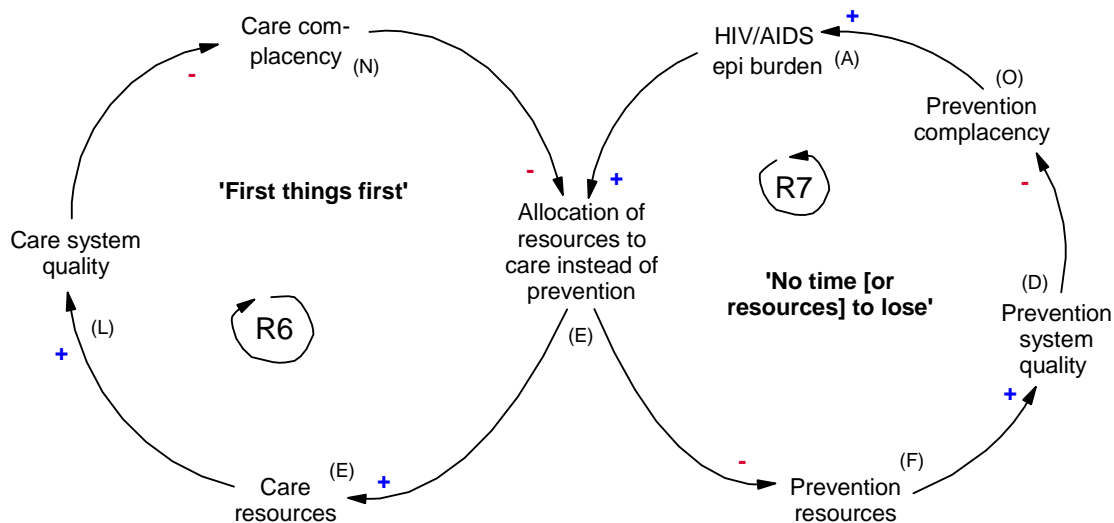 Care com-
placency
(N)
-
HIV/AIDS
epi burden
(A)
+
(O)
Prevention
complacency
-
'First things first'
-
+
R7
Allocation of
resources to
care instead of
prevention
(E)
Care system
quality
(L)
+
R6
'No time [or
resources] to lose'
(D)
Prevention
system
quality
+
-
(F)
Prevention
resources
(E)
+
Care
resources